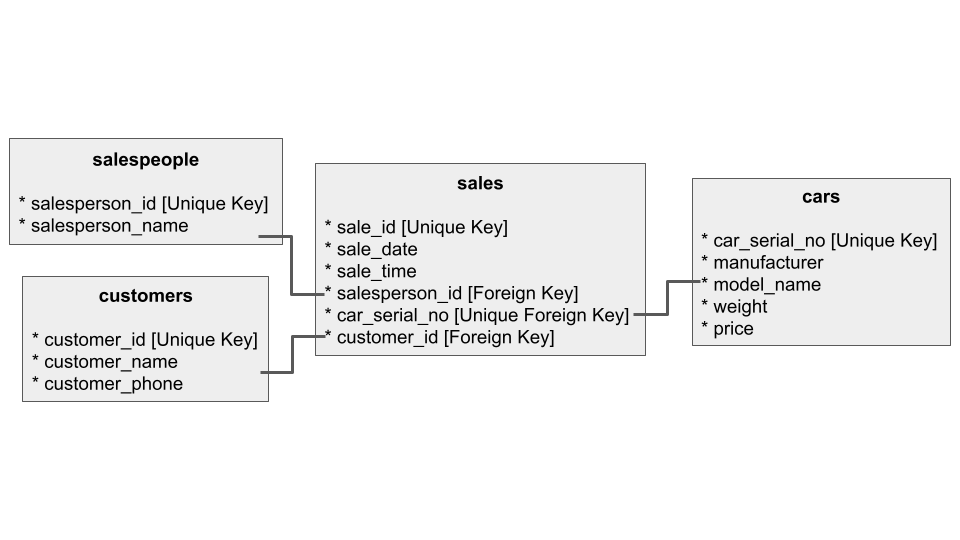 salespeople
* salesperson_id [Unique Key]
* salesperson_name
customers
* customer_id [Unique Key]
* customer_name
* customer_phone
sales
* sale_id [Unique Key]
* sale_date
* sale_time
* salesperson_id [Foreign Key]
* car_serial_no [Unique Foreign Key]
* customer_id [Foreign Key]
cars
* car_serial_no [Unique Key]
* manufacturer
* model_name
* weight
* price